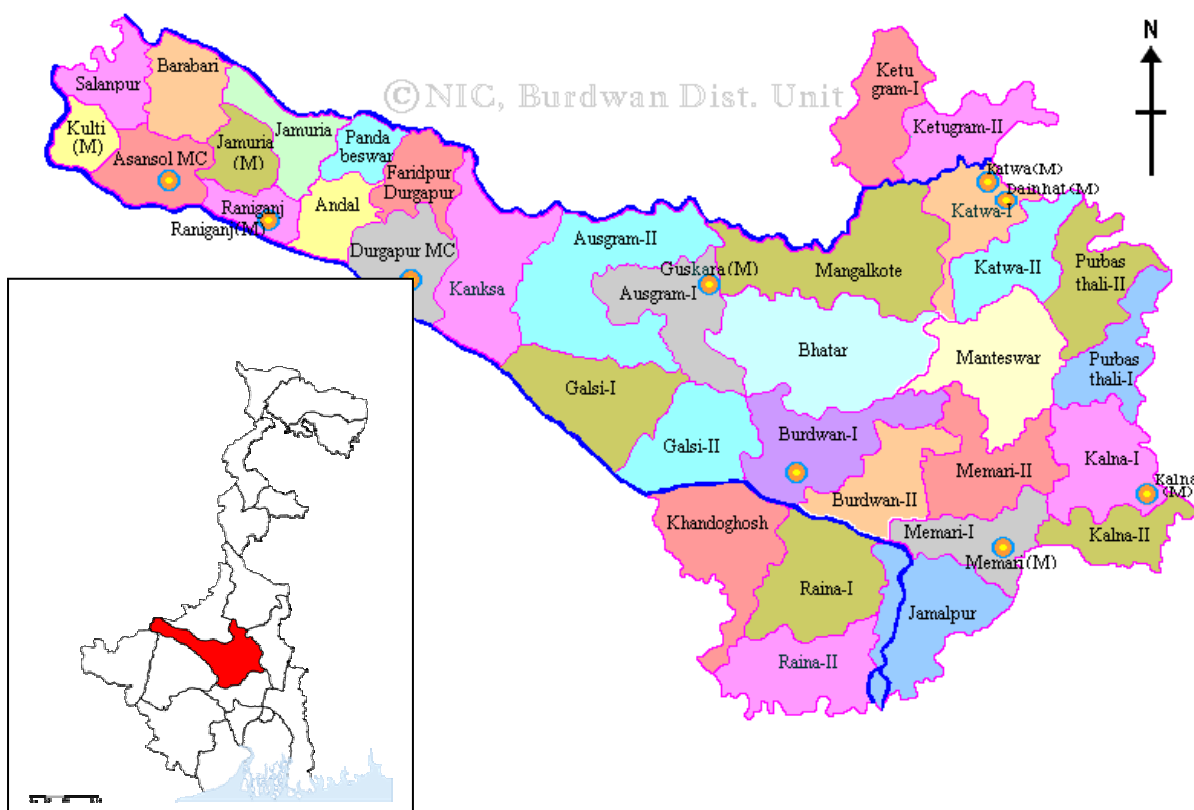 N
© NIC, Burdwan Dist. Unit
Salanpur
Barabari
Kulti
(M)
Asansol MC
Jamuria
(M)
Jamuria
Panda
beswar
Faridpur
Durgapur
Raniganj
Raniganj(M)
Andal
Durgapur MC
Kanksa
Ausgram-II
Guskara (M)
Ausgram-I
Ketu
gram-I
Ketugram-II
Katwa(M)
Dainhat(M)
Katwa-I
Mangalkote
Katwa-II
Purbas
thali-II
Bhatar
Manteswar
Purbas
thali-I
Galsi-I
Galsi-II
Burdwan-I
Burdwan-II
Memari-II
Kalna-I
Kalna
(M)
Khandoghosh
Memari-I
Memari(M)
Kalna-II
Raina-I
Jamalpur
Raina-II